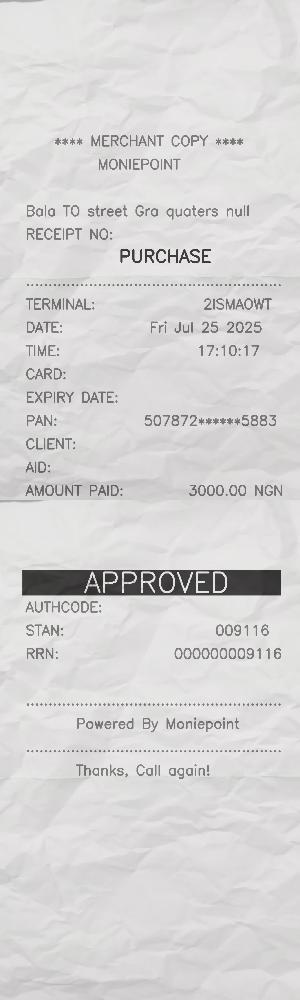 **** MERCHANT COPY ****
MONIEPOINT
Bala TO street Gra quaters null
RECEIPT NO:
PURCHASE
TERMINAL: 2ISMAOWT
DATE: Fri Jul 25 2025
TIME: 17:10:17
CARD:
EXPIRY DATE:
PAN: 507872******5883
CLIENT:
AID:
AMOUNT PAID: 3000.00 NGN
APPROVED
AUTHCODE:
STAN: 009116
RRN: 000000009116
Powered By Moniepoint
Thanks, Call again!